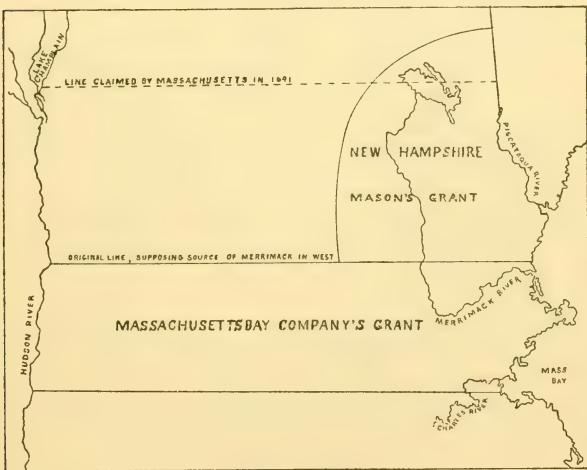 LAKE
CHAMPLAIN
LINE CLAIMED BY MASSACHUSETTS IN 1691
NEW HAMPSHIRE
MASON'S GRANT
PISCATAQUA RIVER
ORIGINAL LINE, SUPPOSING SOURCE OF MERRIMACK IN WEST
HUDSON RIVER
MERRIMACK RIVER
MASSACHUSETTS BAY COMPANY'S GRANT
MASS
BAY
CHARLES RIVER